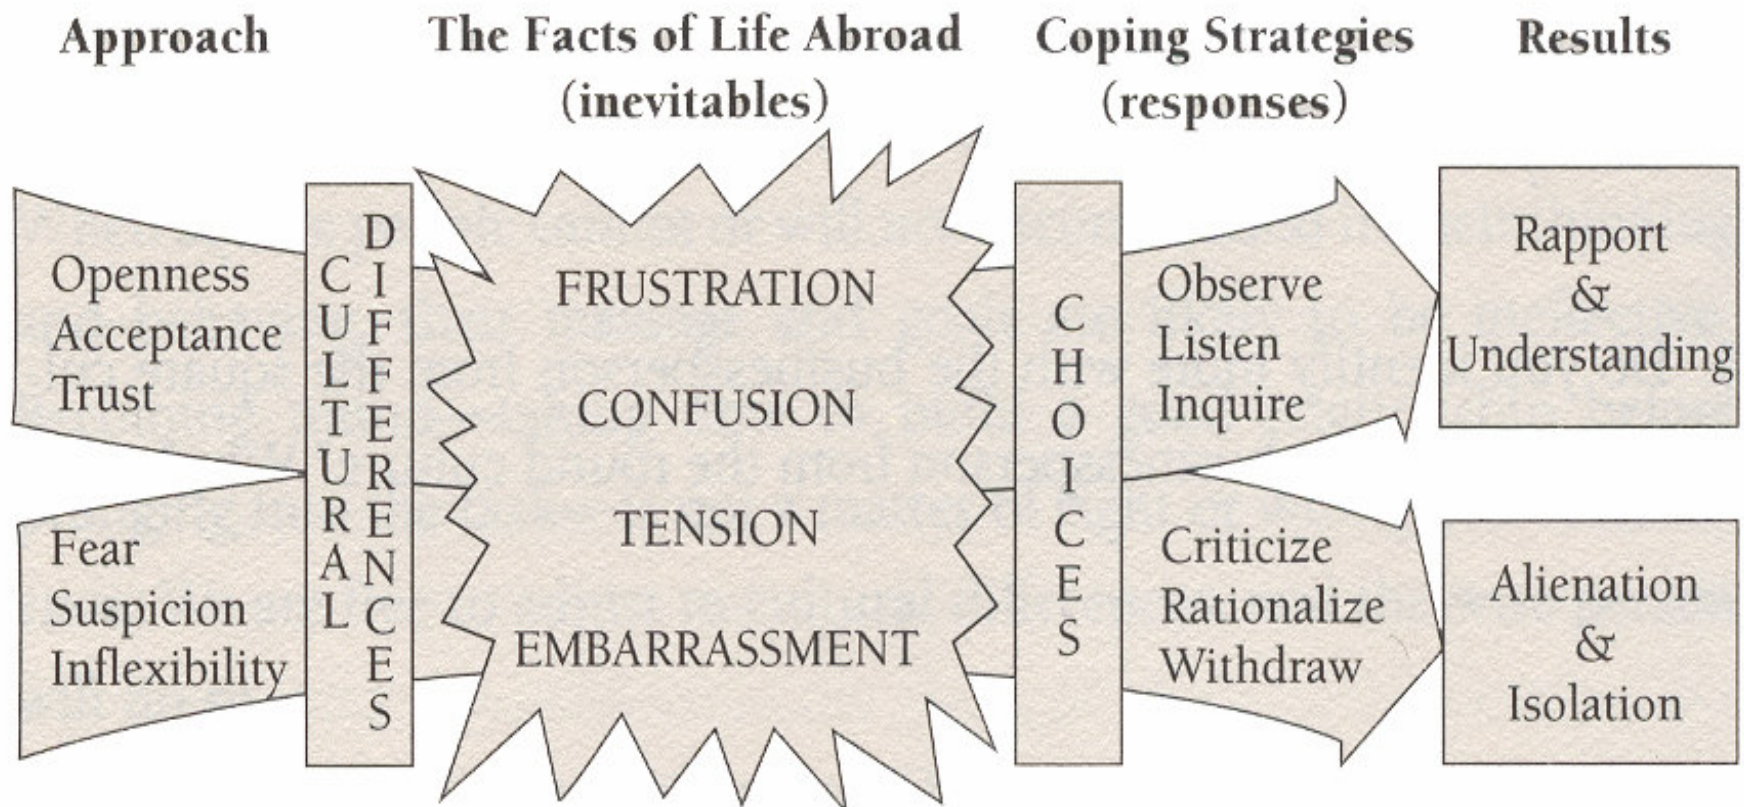 Approach
The Facts of Life Abroad
(inevitables)
Coping Strategies
(responses)
Results
Openness
Acceptance
Trust
Fear
Suspicion
Inflexibility
CULTURAL
DIFFERENCES
FRUSTRATION
CONFUSION
TENSION
EMBARRASSMENT
CHOICES
Observe
Listen
Inquire
Criticize
Rationalize
Withdraw
Rapport
&
Understanding
Alienation
&
Isolation